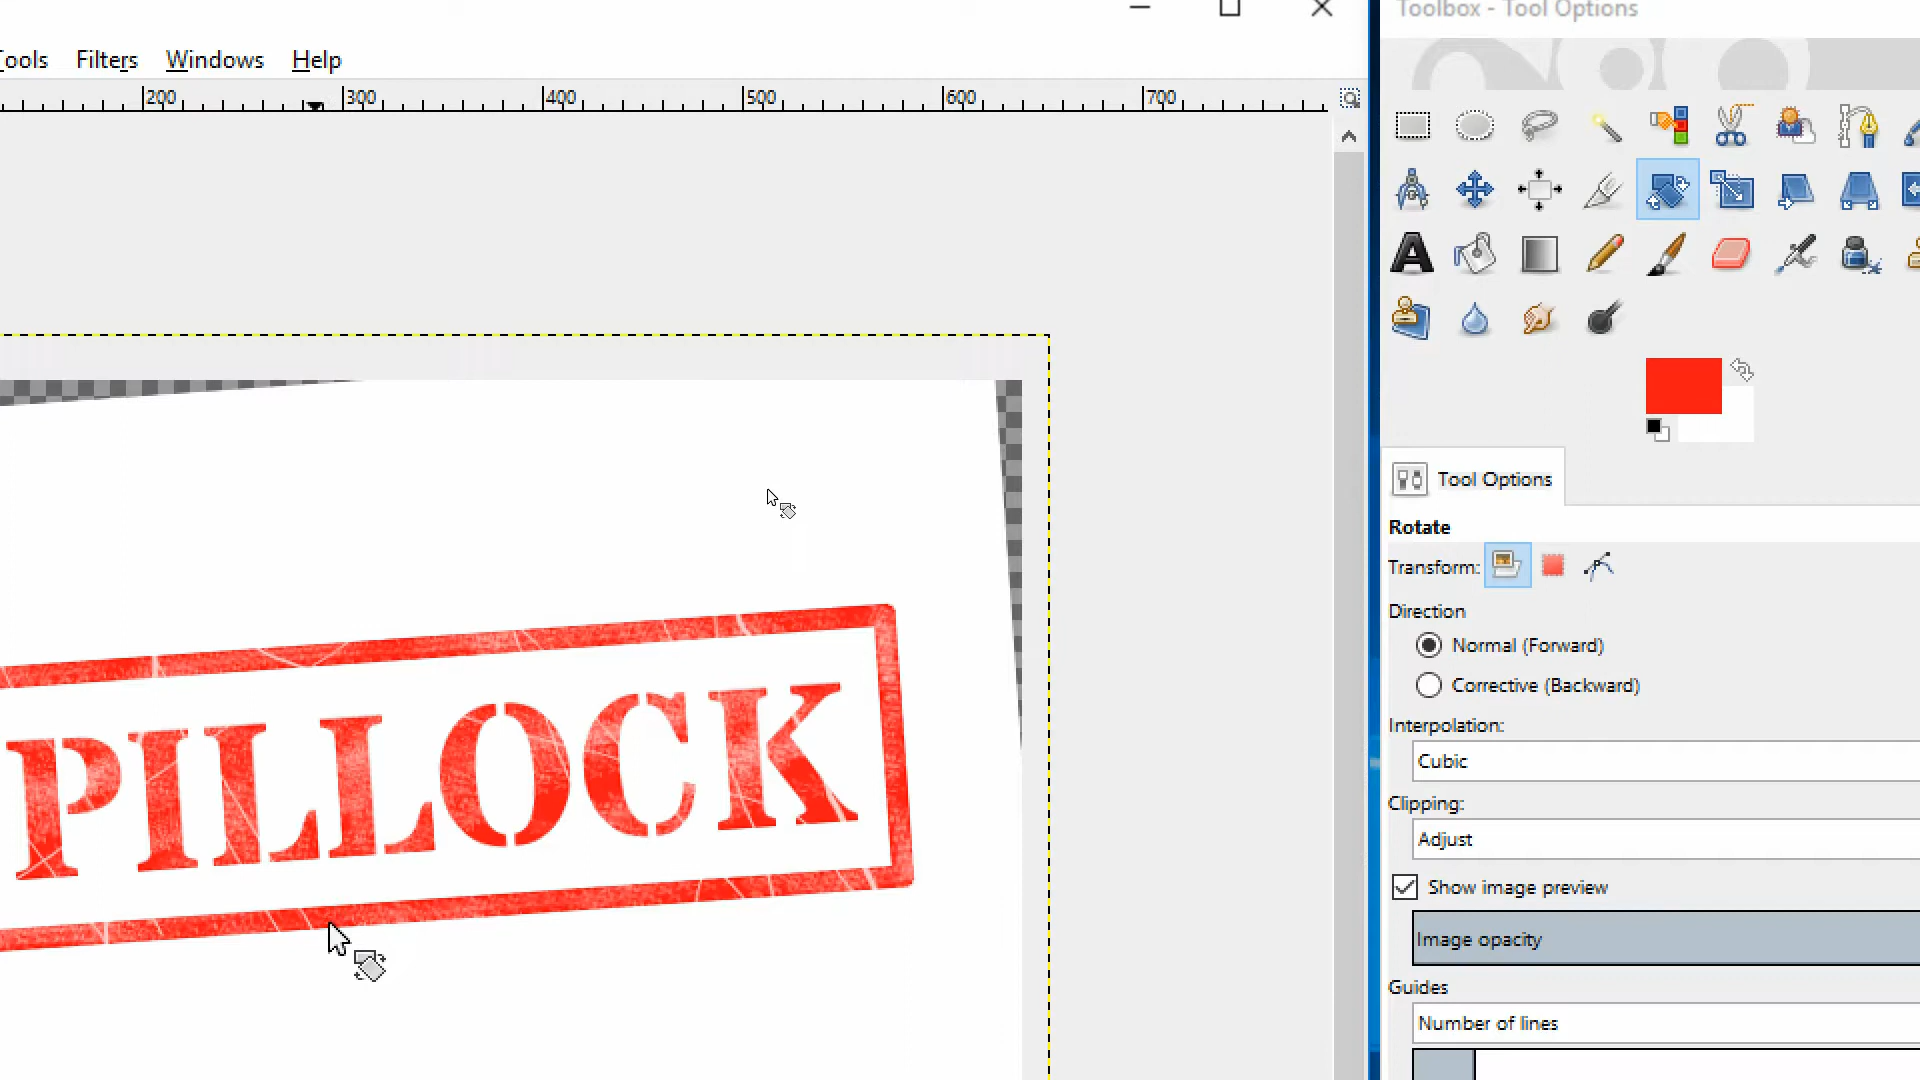 Toolbox - Tool Options
Tools Filters Windows Help
200 300 400 500 600 700
Tool Options
Rotate
Transform:
Direction
Normal (Forward)
Corrective (Backward)
Interpolation:
Cubic
Clipping:
Adjust
Show image preview
Image opacity
Guides
Number of lines
PILLOCK